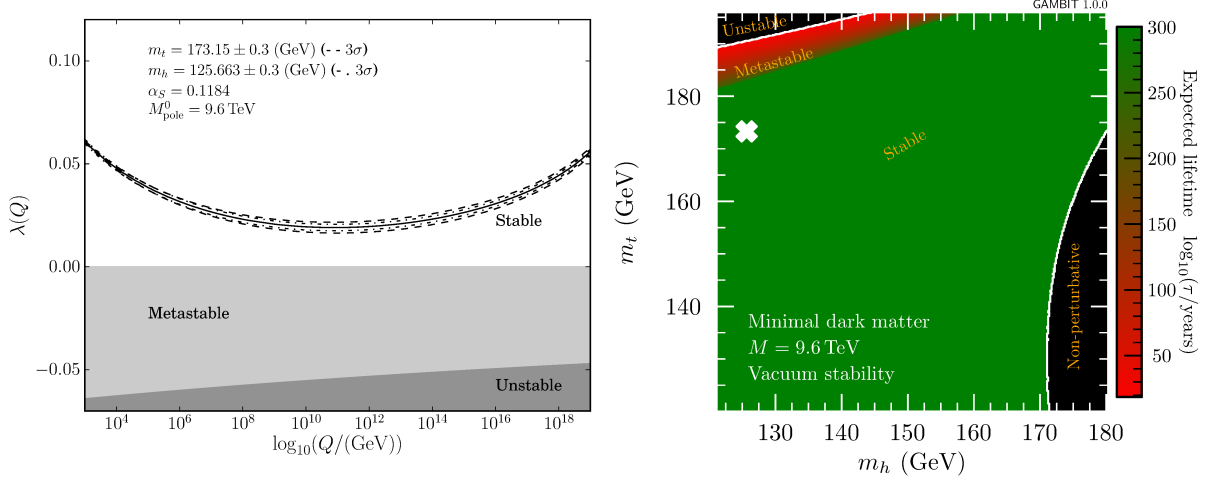 GAMBIT 1.0.0
0.10
0.05
0.00
−0.05
λ(Q)
m_t = 173.15 ± 0.3 (GeV) (- - 3σ)
m_h = 125.663 ± 0.3 (GeV) (- . 3σ)
α_S = 0.1184
M^0_pole = 9.6 TeV
Stable
Metastable
Unstable
10^4 10^6 10^8 10^10 10^12 10^14 10^16 10^18
log_10(Q/(GeV))
180
160
140
m_t (GeV)
Unstable
Metastable
Stable
Non-perturbative
Minimal dark matter
M = 9.6 TeV
Vacuum stability
130 140 150 160 170 180
m_h (GeV)
300
250
200
150
100
50
Expected lifetime log_10(τ/years)